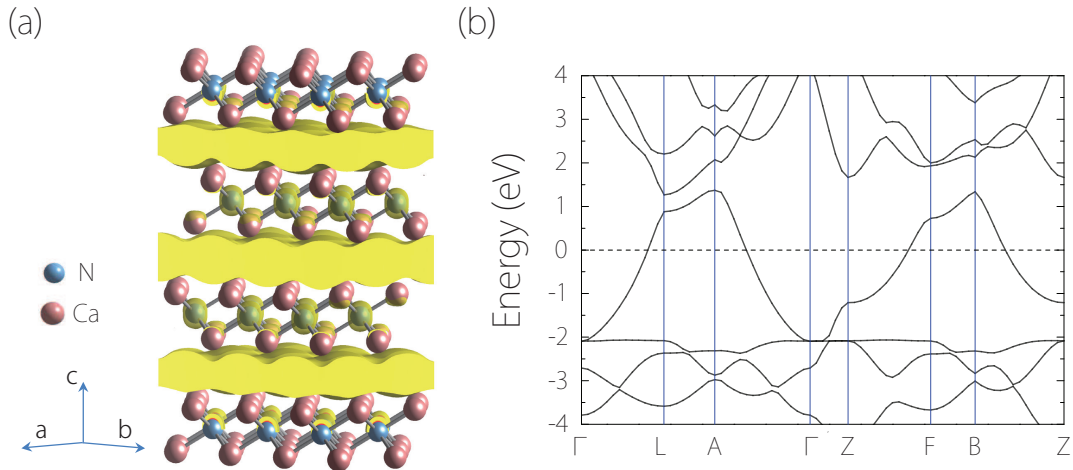 (a)
N
Ca
c
a
b
(b)
Energy (eV)
4
3
2
1
0
-1
-2
-3
-4
Γ L A Γ Z F B Z